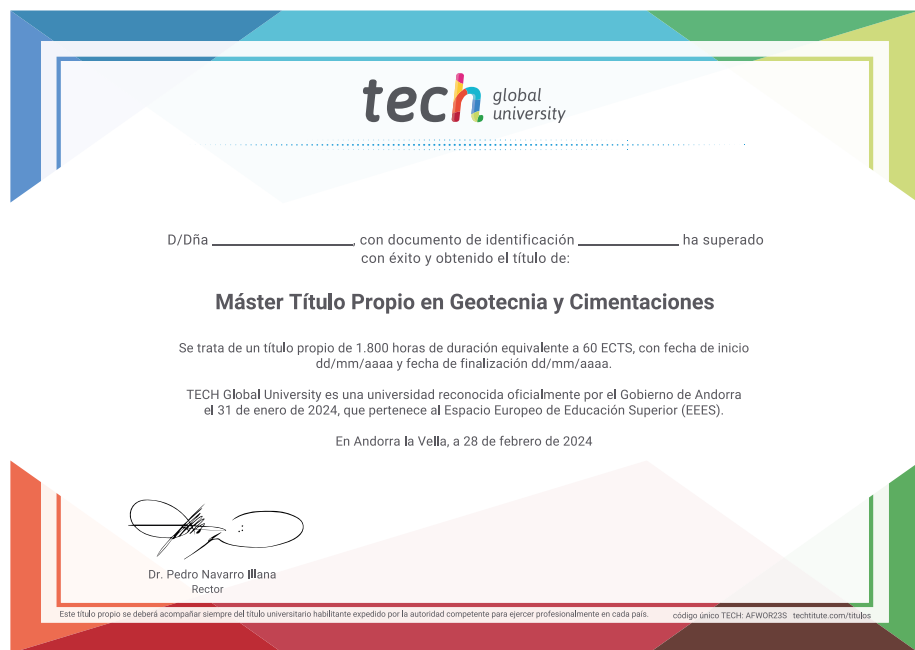 tech global
university
D/Dña ______________, con documento de identificación __________ ha superado
con éxito y obtenido el título de:
Máster Título Propio en Geotecnia y Cimentaciones
Se trata de un título propio de 1.800 horas de duración equivalente a 60 ECTS, con fecha de inicio
dd/mm/aaaa y fecha de finalización dd/mm/aaaa.
TECH Global University es una universidad reconocida oficialmente por el Gobierno de Andorra
el 31 de enero de 2024, que pertenece al Espacio Europeo de Educación Superior (EEES).
En Andorra la Vella, a 28 de febrero de 2024
Dr. Pedro Navarro Illana
Rector
Este título propio se deberá acompañar siempre del título universitario habilitante expedido por la autoridad competente para ejercer profesionalmente en cada país. código único TECH: AFWOR23S techtitute.com/titulos